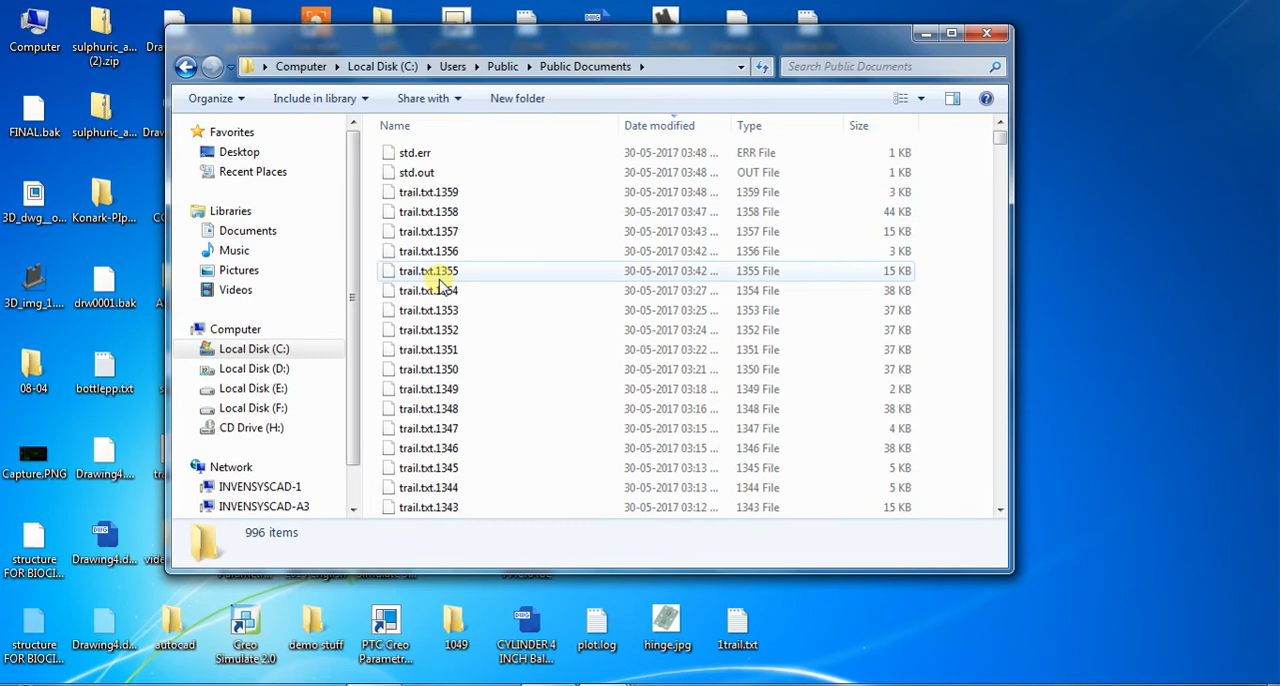 Computer
sulphuric_a...
(2).zip
Dra
Computer
Local Disk (C:)
Users
Public
Public Documents
Search Public Documents
Organize
Include in library
Share with
New folder
Name
Date modified
Type
Size
Favorites
Desktop
Recent Places
Libraries
Documents
Music
Pictures
Videos
Computer
Local Disk (C:)
Local Disk (D:)
Local Disk (E:)
Local Disk (F:)
CD Drive (H:)
Network
INVENSYSCAD-1
INVENSYSCAD-A3
std.err 30-05-2017 03:48 ... ERR File 1 KB
std.out 30-05-2017 03:48 ... OUT File 1 KB
trail.txt.1359 30-05-2017 03:48 ... 1359 File 3 KB
trail.txt.1358 30-05-2017 03:47 ... 1358 File 44 KB
trail.txt.1357 30-05-2017 03:43 ... 1357 File 15 KB
trail.txt.1356 30-05-2017 03:42 ... 1356 File 3 KB
trail.txt.1355 30-05-2017 03:42 ... 1355 File 15 KB
trail.txt.1354 30-05-2017 03:27 ... 1354 File 38 KB
trail.txt.1353 30-05-2017 03:25 ... 1353 File 37 KB
trail.txt.1352 30-05-2017 03:24 ... 1352 File 37 KB
trail.txt.1351 30-05-2017 03:22 ... 1351 File 37 KB
trail.txt.1350 30-05-2017 03:21 ... 1350 File 37 KB
trail.txt.1349 30-05-2017 03:18 ... 1349 File 2 KB
trail.txt.1348 30-05-2017 03:16 ... 1348 File 38 KB
trail.txt.1347 30-05-2017 03:15 ... 1347 File 4 KB
trail.txt.1346 30-05-2017 03:15 ... 1346 File 38 KB
trail.txt.1345 30-05-2017 03:13 ... 1345 File 5 KB
trail.txt.1344 30-05-2017 03:13 ... 1344 File 5 KB
trail.txt.1343 30-05-2017 03:12 ... 1343 File 15 KB
996 items
FINAL.bak
sulphuric_a...
Draw
3D_dwg__o...
Konark-PIp...
3D_img_1....
drw0001.bak
08-04
bottlepp.txt
Capture.PNG
Drawing4....
structure
FOR BIOCI...
Drawing4.d...
structure
FOR BIOCI...
Drawing4.d...
autocad
Creo
Simulate 2.0
demo stuff
PTC Creo
Parametr...
1049
CYLINDER 4
INCH Bal...
plot.log
hinge.jpg
1trail.txt